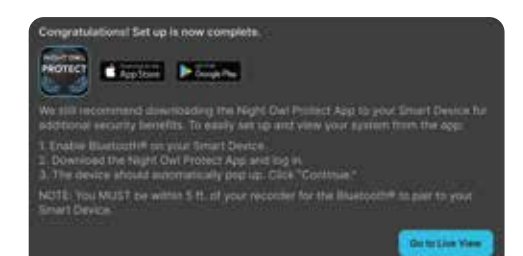 Congratulations! Set up is now complete.
NIGHT OWL
PROTECT
App Store
Google Play
We still recommend downloading the Night Owl Protect App to your Smart Device for
additional security benefits. To easily set up and view your system from the app:
1. Enable Bluetooth® on your Smart Device.
2. Download the Night Owl Protect App and log in.
3. The device should automatically pop up. Click "Continue."
NOTE: You MUST be within 5 ft. of your recorder for the Bluetooth® to pair to your
Smart Device.
Go to Live View